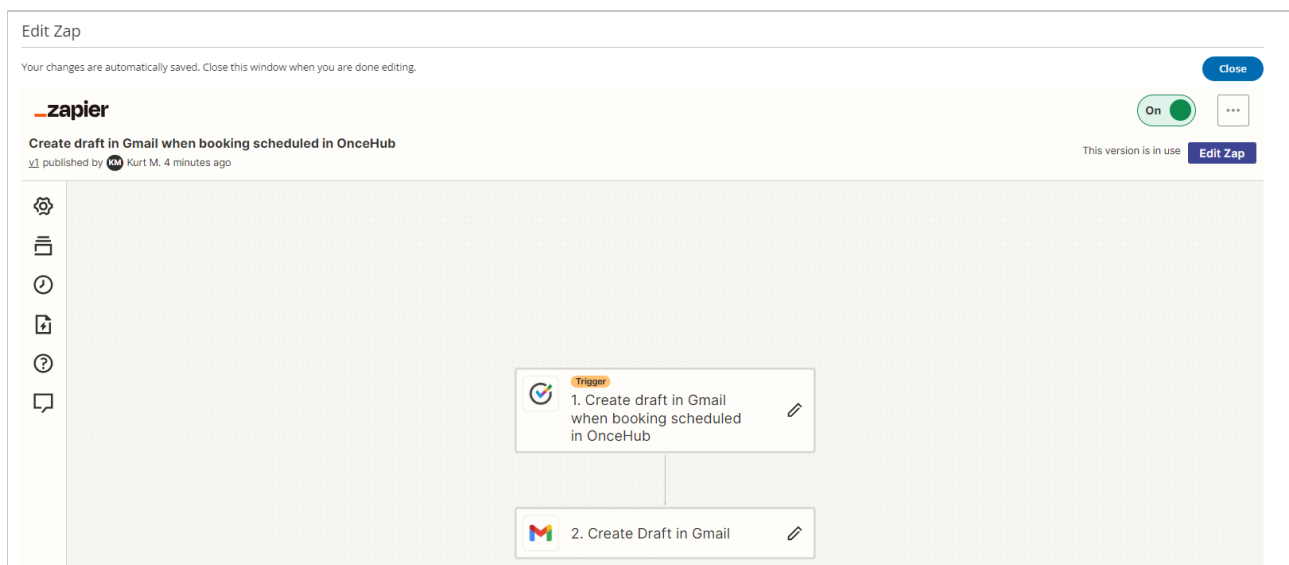 Edit Zap
Your changes are automatically saved. Close this window when you are done editing.
Close
_zapier
On
Create draft in Gmail when booking scheduled in OnceHub
v1 published by KM Kurt M. 4 minutes ago
This version is in use
Edit Zap
Trigger
1. Create draft in Gmail
when booking scheduled
in OnceHub
2. Create Draft in Gmail